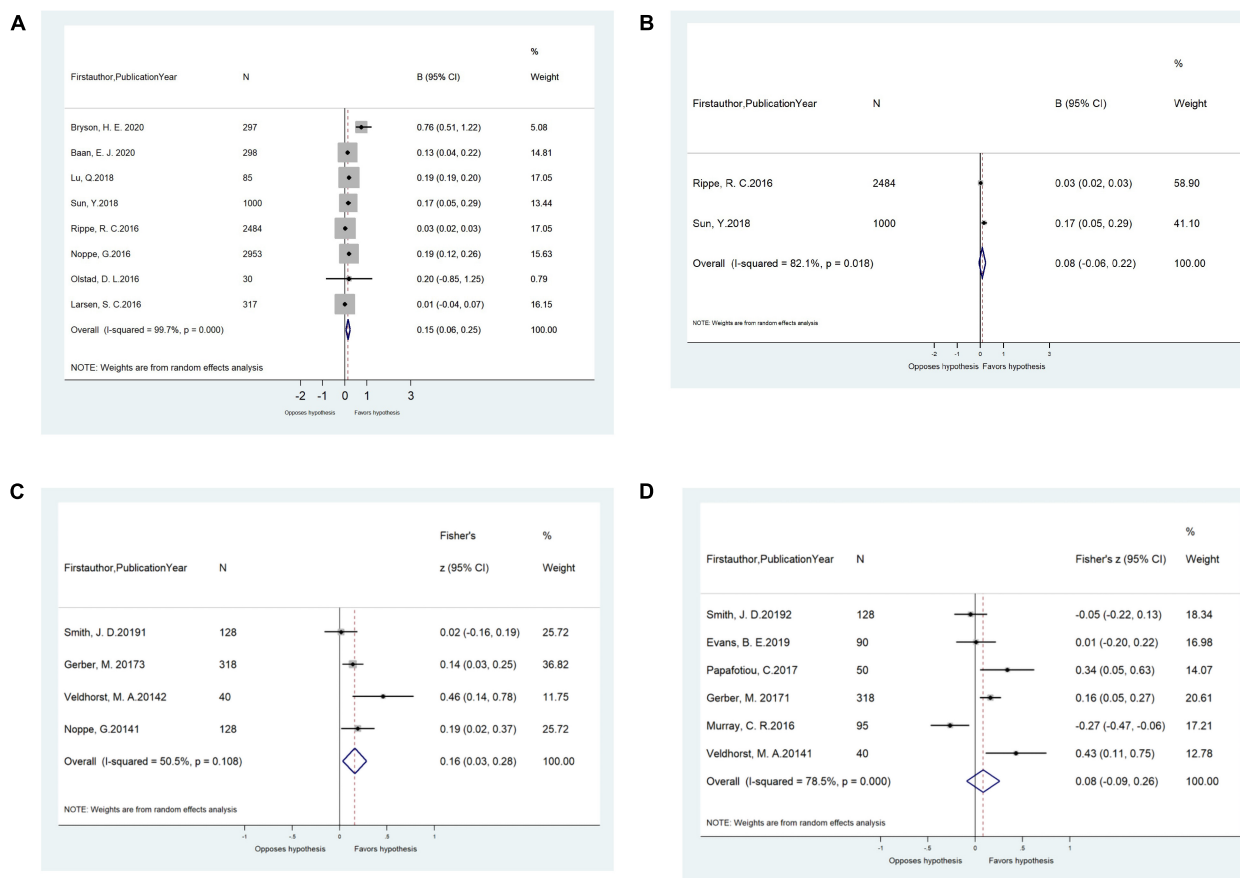 A
%
Firstauthor,PublicationYear N B (95% CI) Weight
Bryson, H. E. 2020 297 0.76 (0.51, 1.22) 5.08
Baan, E. J. 2020 298 0.13 (0.04, 0.22) 14.81
Lu, Q.2018 85 0.19 (0.19, 0.20) 17.05
Sun, Y.2018 1000 0.17 (0.05, 0.29) 13.44
Rippe, R. C.2016 2484 0.03 (0.02, 0.03) 17.05
Noppe, G.2016 2953 0.19 (0.12, 0.26) 15.63
Olstad, D. L.2016 30 0.20 (-0.85, 1.25) 0.79
Larsen, S. C.2016 317 0.01 (-0.04, 0.07) 16.15
Overall (I-squared = 99.7%, p = 0.000) 0.15 (0.06, 0.25) 100.00
NOTE: Weights are from random effects analysis
-2 -1 0 1 3
Opposes hypothesis Favors hypothesis
B
%
Firstauthor,PublicationYear N B (95% CI) Weight
Rippe, R. C.2016 2484 0.03 (0.02, 0.03) 58.90
Sun, Y.2018 1000 0.17 (0.05, 0.29) 41.10
Overall (I-squared = 82.1%, p = 0.018) 0.08 (-0.06, 0.22) 100.00
NOTE: Weights are from random effects analysis
-2 -1 0 1 3
Opposes hypothesis Favors hypothesis
C
Fisher's %
Firstauthor,PublicationYear N z (95% CI) Weight
Smith, J. D.20191 128 0.02 (-0.16, 0.19) 25.72
Gerber, M. 20173 318 0.14 (0.03, 0.25) 36.82
Veldhorst, M. A.20142 40 0.46 (0.14, 0.78) 11.75
Noppe, G.20141 128 0.19 (0.02, 0.37) 25.72
Overall (I-squared = 50.5%, p = 0.108) 0.16 (0.03, 0.28) 100.00
NOTE: Weights are from random effects analysis
-1 -.5 0 .5 1
Opposes hypothesis Favors hypothesis
D
%
Firstauthor,PublicationYear N Fisher's z (95% CI) Weight
Smith, J. D.20192 128 -0.05 (-0.22, 0.13) 18.34
Evans, B. E.2019 90 0.01 (-0.20, 0.22) 16.98
Papafotiou, C.2017 50 0.34 (0.05, 0.63) 14.07
Gerber, M. 20171 318 0.16 (0.05, 0.27) 20.61
Murray, C. R.2016 95 -0.27 (-0.47, -0.06) 17.21
Veldhorst, M. A.20141 40 0.43 (0.11, 0.75) 12.78
Overall (I-squared = 78.5%, p = 0.000) 0.08 (-0.09, 0.26) 100.00
NOTE: Weights are from random effects analysis
-1 -.5 0 .5 1
Opposes hypothesis Favors hypothesis